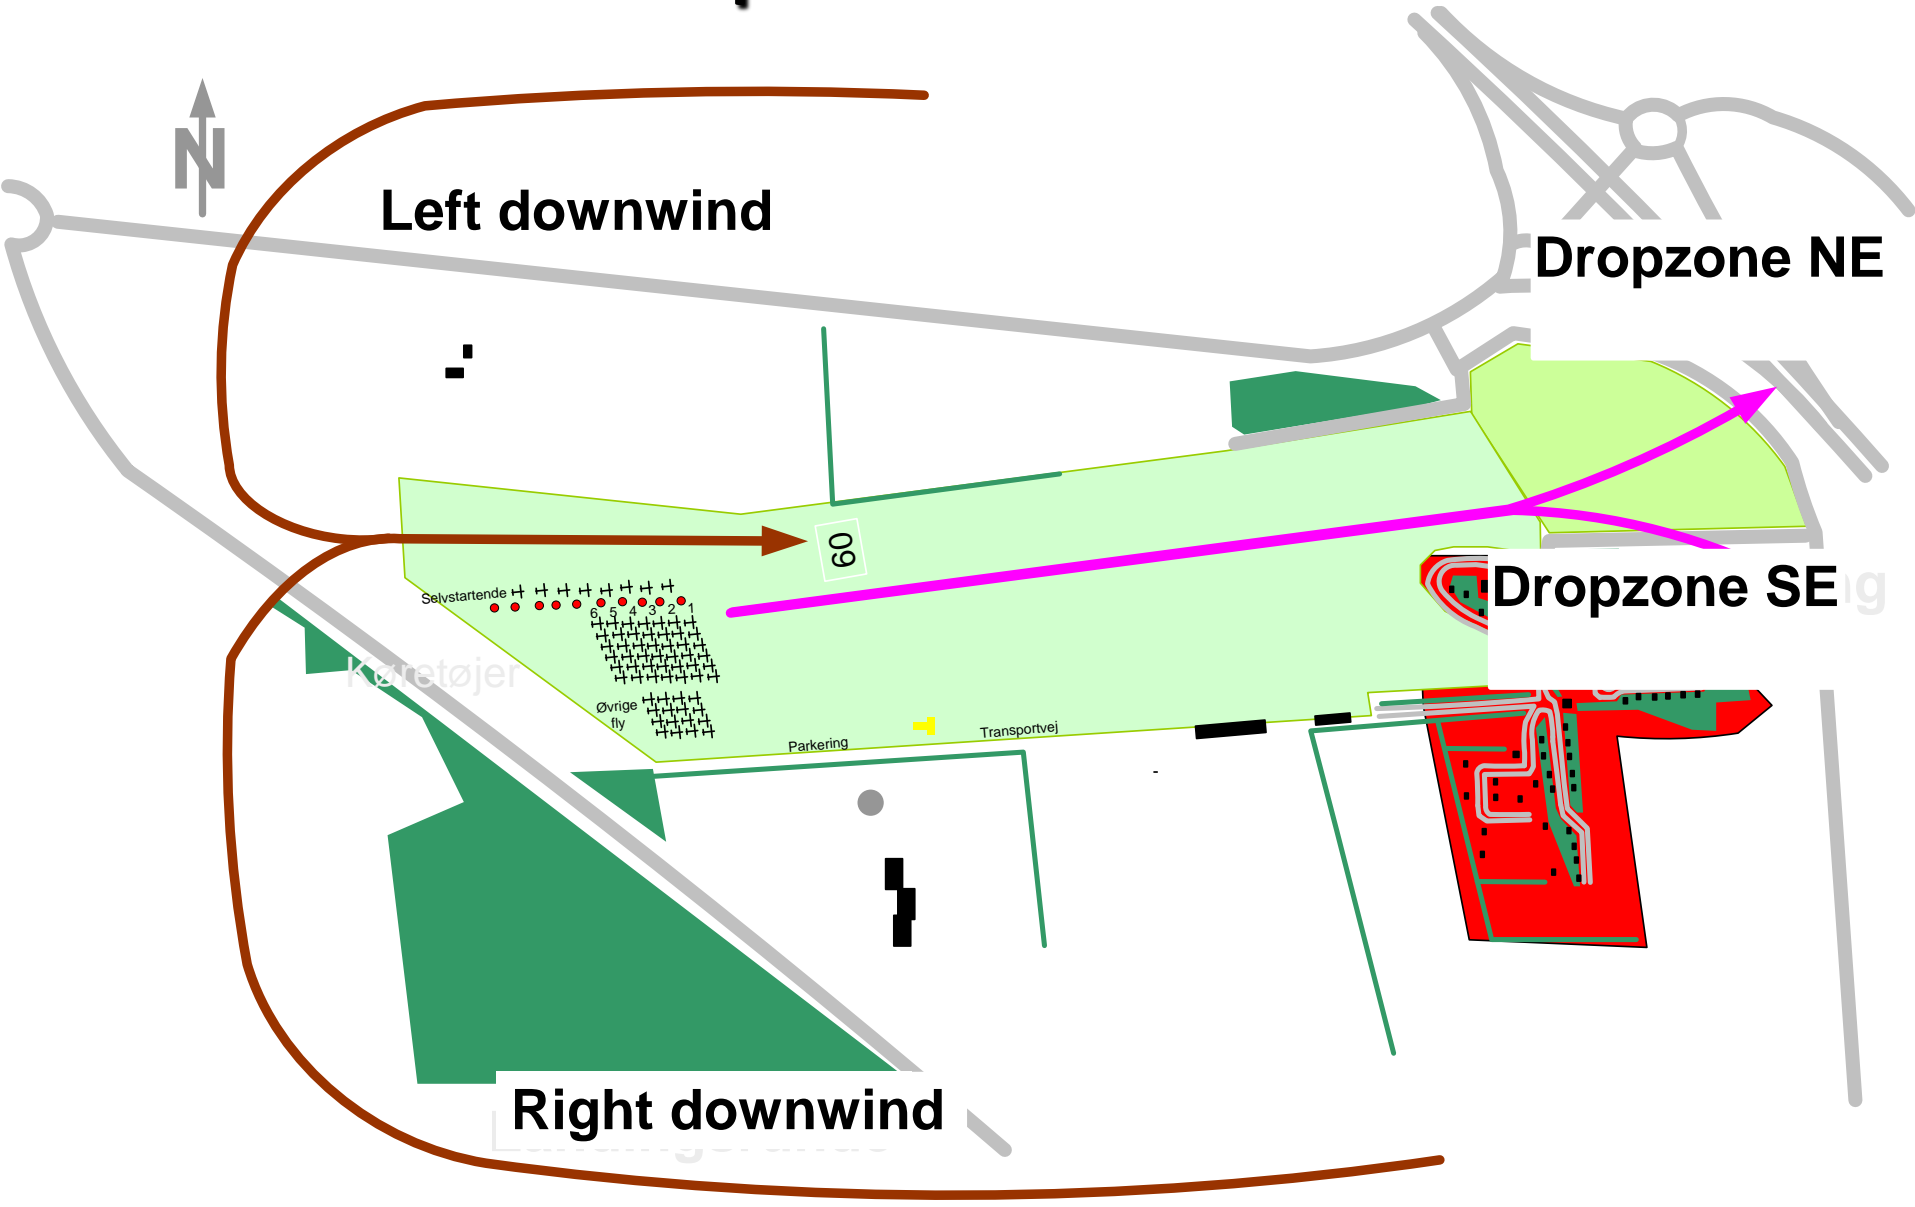 N
Left downwind
Dropzone NE
09
Selvstartende
6 5 4 3 2 1
Dropzone SE
Køretøjer
Øvrige
fly
Parkering
Transportvej
Right downwind